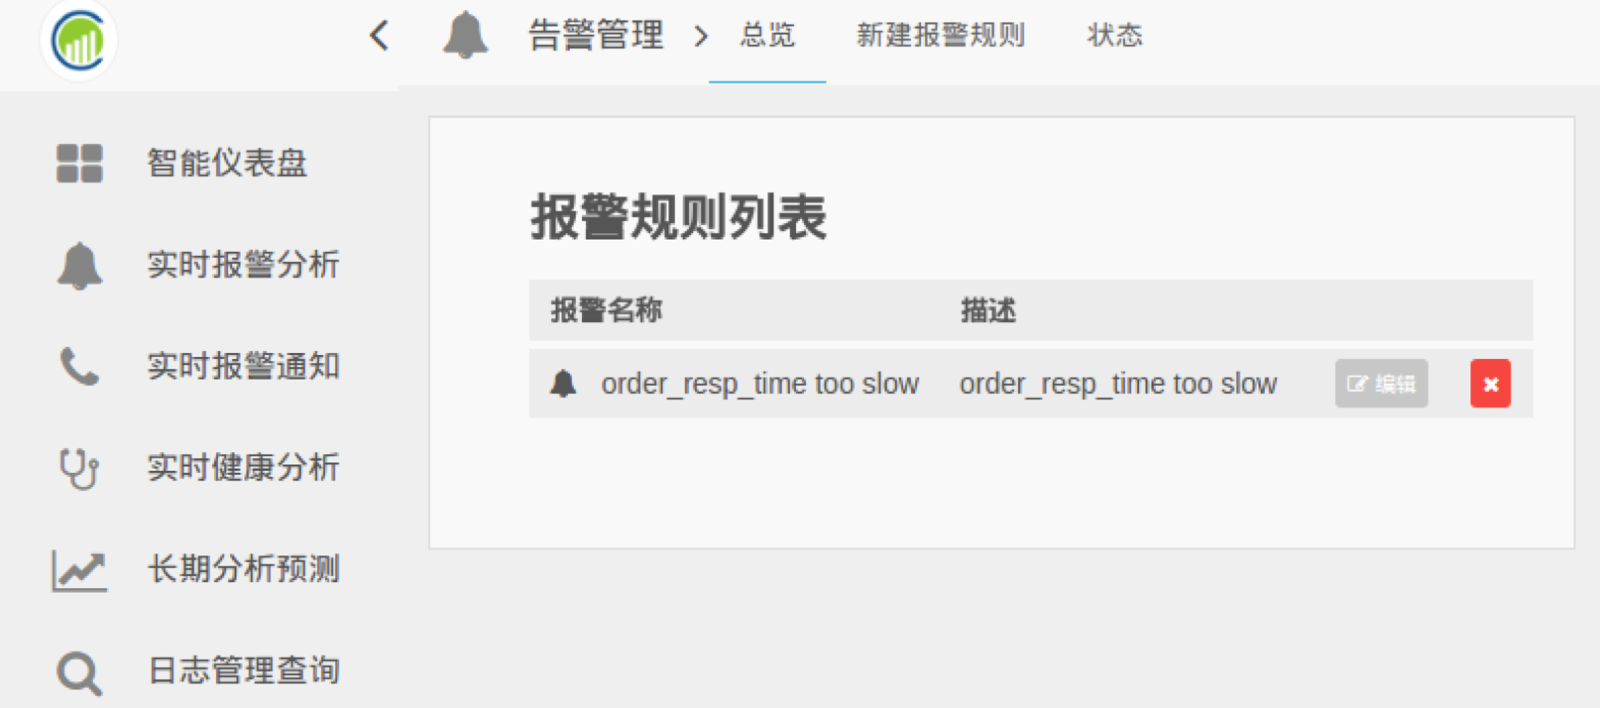 告警管理 总览 新建报警规则 状态
智能仪表盘
实时报警分析
实时报警通知
实时健康分析
长期分析预测
日志管理查询
报警规则列表
报警名称 描述
order_resp_time too slow order_resp_time too slow 编辑